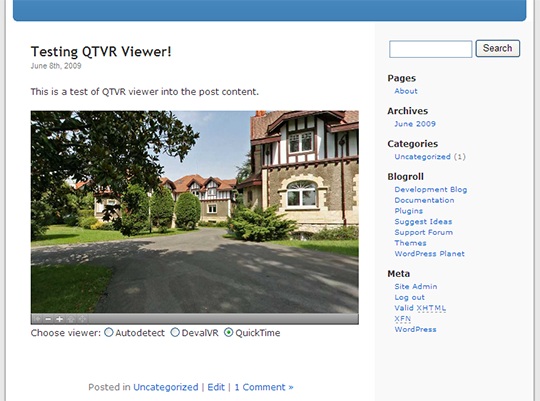 Testing QTVR Viewer!
June 8th, 2009
This is a test of QTVR viewer into the post content.
Choose viewer: Autodetect DevalVR QuickTime
Posted in Uncategorized | Edit | 1 Comment »
Search
Pages
About
Archives
June 2009
Categories
Uncategorized (1)
Blogroll
Development Blog
Documentation
Plugins
Suggest Ideas
Support Forum
Themes
WordPress Planet
Meta
Site Admin
Log out
Valid XHTML
XFN
WordPress